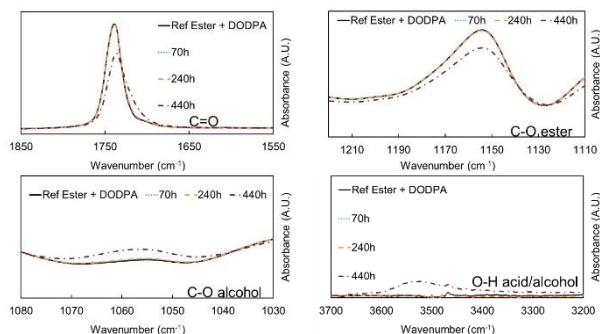 Ref Ester + DODPA
70h
240h
440h
C=O
1850 1750 1650 1550
Wavenumber (cm-1)
Absorbance (A.U.)
Ref Ester + DODPA 70h 240h 440h
C-O ester
1210 1190 1170 1150 1130 1110
Wavenumber (cm-1)
Absorbance (A.U.)
Ref Ester + DODPA 70h 240h 440h
C-O alcohol
1080 1070 1060 1050 1040 1030
Wavenumber (cm-1)
Absorbance (A.U.)
Ref Ester + DODPA
70h
240h
440h
O-H acid/alcohol
3700 3600 3500 3400 3300 3200
Wavenumber (cm-1)
Absorbance (A.U.)